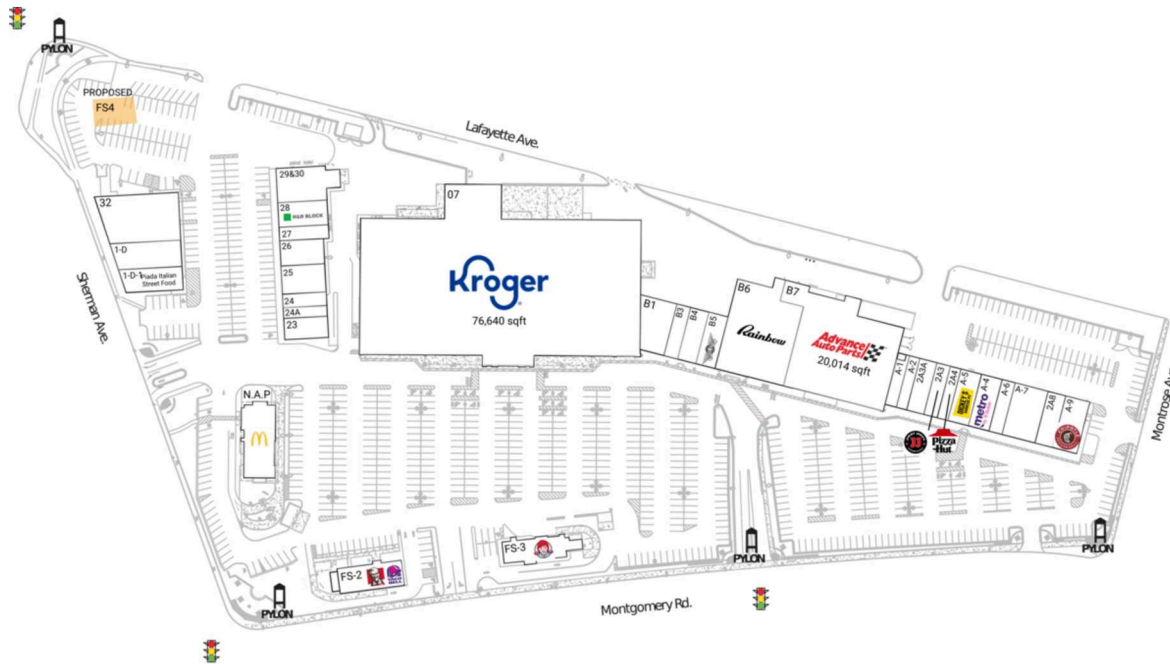 PYLON
PROPOSED
FS4
Lafayette Ave.
29&30
28
H&R BLOCK
27
26
25
24
24A
23
32
1-D
1-D-1
Piada Italian
Street Food
Sherman Ave.
07
Kroger
76,640 sqft
B1
B3
B4
B5
B6
Rainbow
B7
Advance
Auto Parts
20,014 sqft
A-1
A-2
2A3A
2A3
2A4
A-5
A-4
metro
A-6
A-7
2A8
A-9
JJ
Pizza
Hut
Montrose Ave.
N.A.P
FS-2
KFC
FS-3
PYLON
PYLON
PYLON
Montgomery Rd.